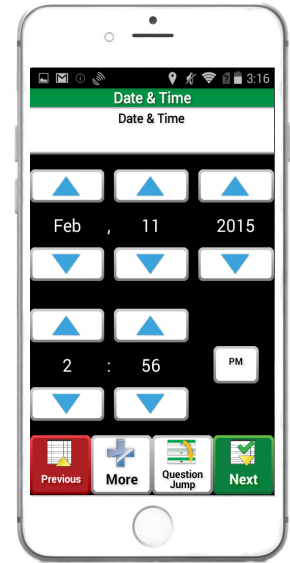 3:16
Date & Time
Date & Time
Feb , 11 2015
2 : 56 PM
Previous More Question Jump Next